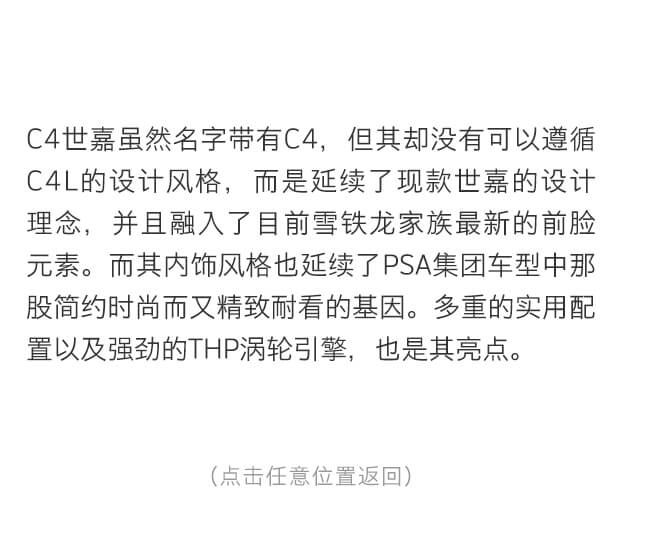 C4世嘉虽然名字带有C4，但其却没有可以遵循
C4L的设计风格，而是延续了现款世嘉的设计
理念，并且融入了目前雪铁龙家族最新的前脸
元素。而其内饰风格也延续了PSA集团车型中那
股简约时尚而又精致耐看的基因。多重的实用配
置以及强劲的THP涡轮引擎，也是其亮点。
（点击任意位置返回）